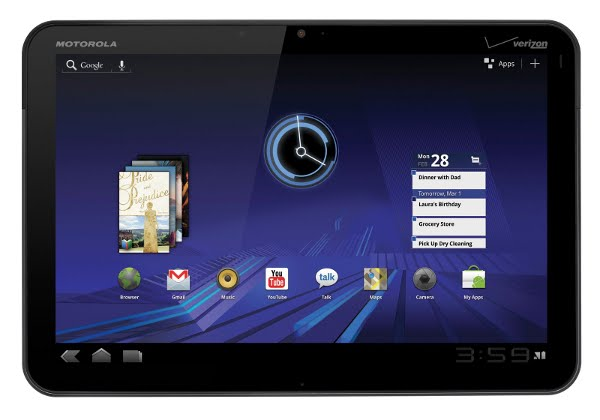 MOTOROLA
verizon
Google
Apps
Pride
and
Prejudice
Mon
FEB
28
Dinner with Dad
Tomorrow, Mar 1
Laura's Birthday
Grocery Store
Pick Up Dry Cleaning
Browser
Gmail
Music
You
Tube
YouTube
talk
Talk
Maps
Camera
My Apps
3:59